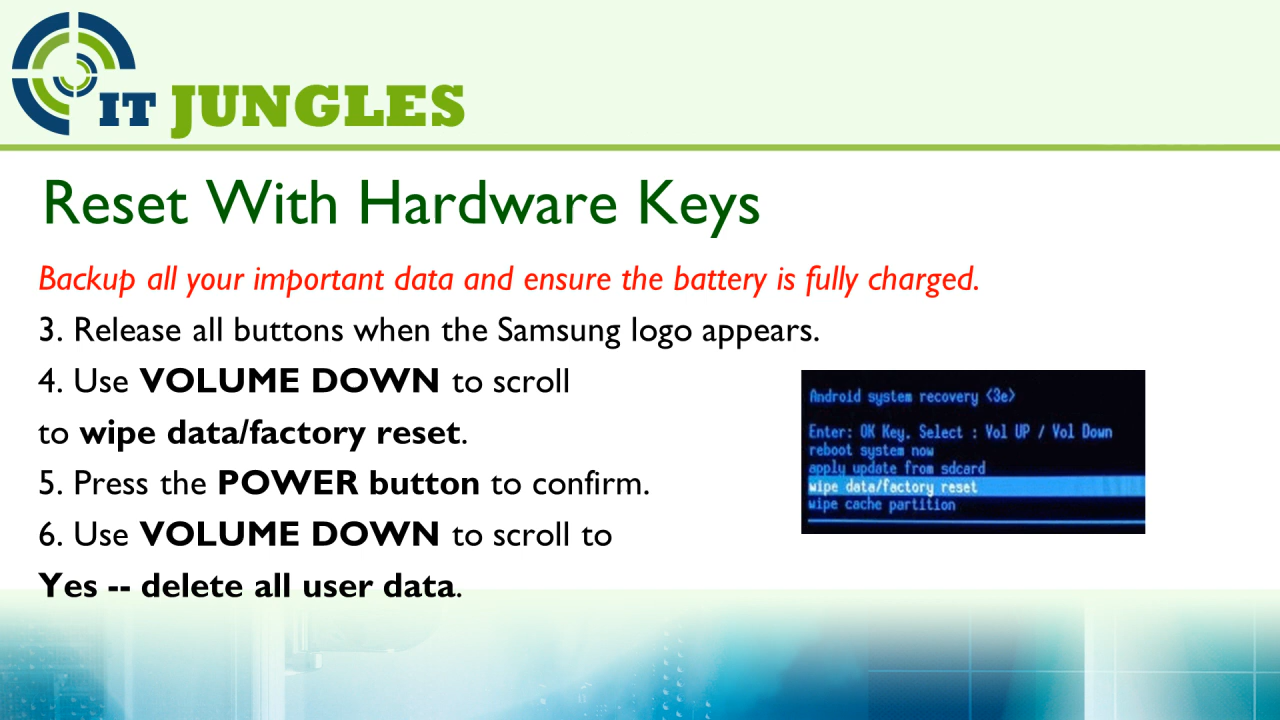 IT JUNGLES
Reset With Hardware Keys
Backup all your important data and ensure the battery is fully charged.
3. Release all buttons when the Samsung logo appears.
4. Use VOLUME DOWN to scroll
to wipe data/factory reset.
5. Press the POWER button to confirm.
6. Use VOLUME DOWN to scroll to
Yes -- delete all user data.
Android system recovery <3e>
Enter: OK Key, Select : Vol UP / Vol Down
reboot system now
apply update from sdcard
wipe data/factory reset
wipe cache partition